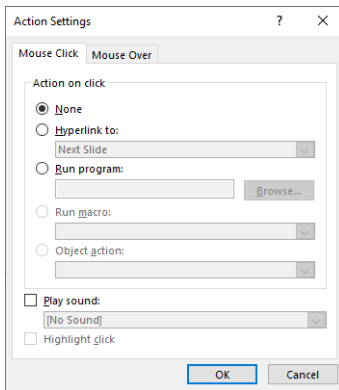 Action Settings
? X
Mouse Click Mouse Over
Action on click
None
Hyperlink to:
Next Slide
Run program:
Browse...
Run macro:
Object action:
Play sound:
[No Sound]
Highlight click
OK Cancel